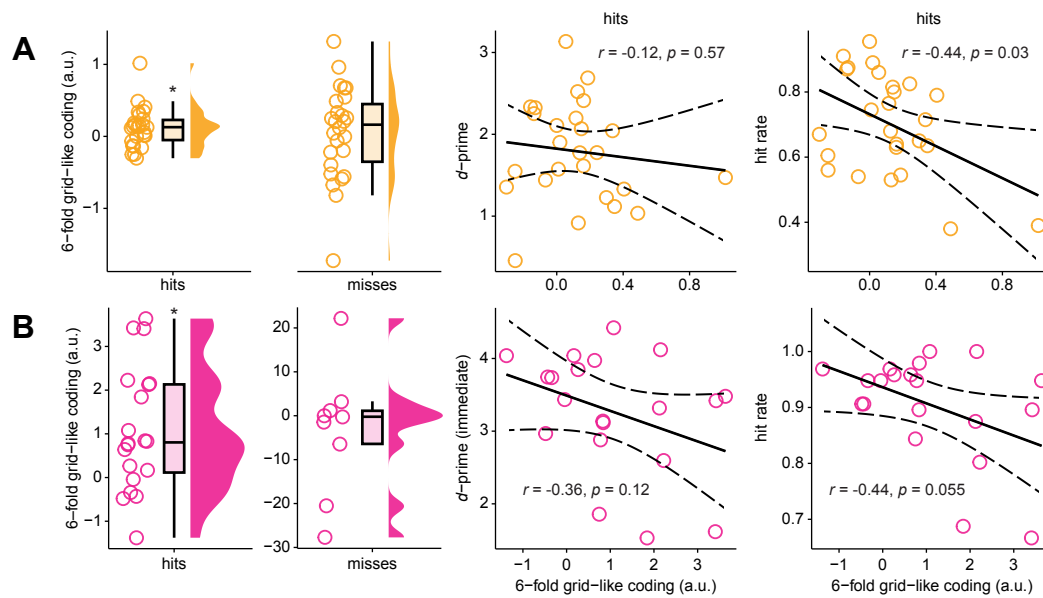 A
6−fold grid−like coding (a.u.)
1
0
−1
*
hits
misses
hits
d−prime
3
2
1
r = -0.12, p = 0.57
0.0 0.4 0.8
hits
hit rate
0.8
0.6
0.4
r = -0.44, p = 0.03
0.0 0.4 0.8
B
6−fold grid−like coding (a.u.)
3
2
1
0
−1
*
hits
20
10
0
−10
−20
−30
misses
d−prime (immediate)
4
3
2
r = -0.36, p = 0.12
−1 0 1 2 3
6−fold grid−like coding (a.u.)
hit rate
1.0
0.9
0.8
0.7
r = -0.44, p = 0.055
−1 0 1 2 3
6−fold grid−like coding (a.u.)